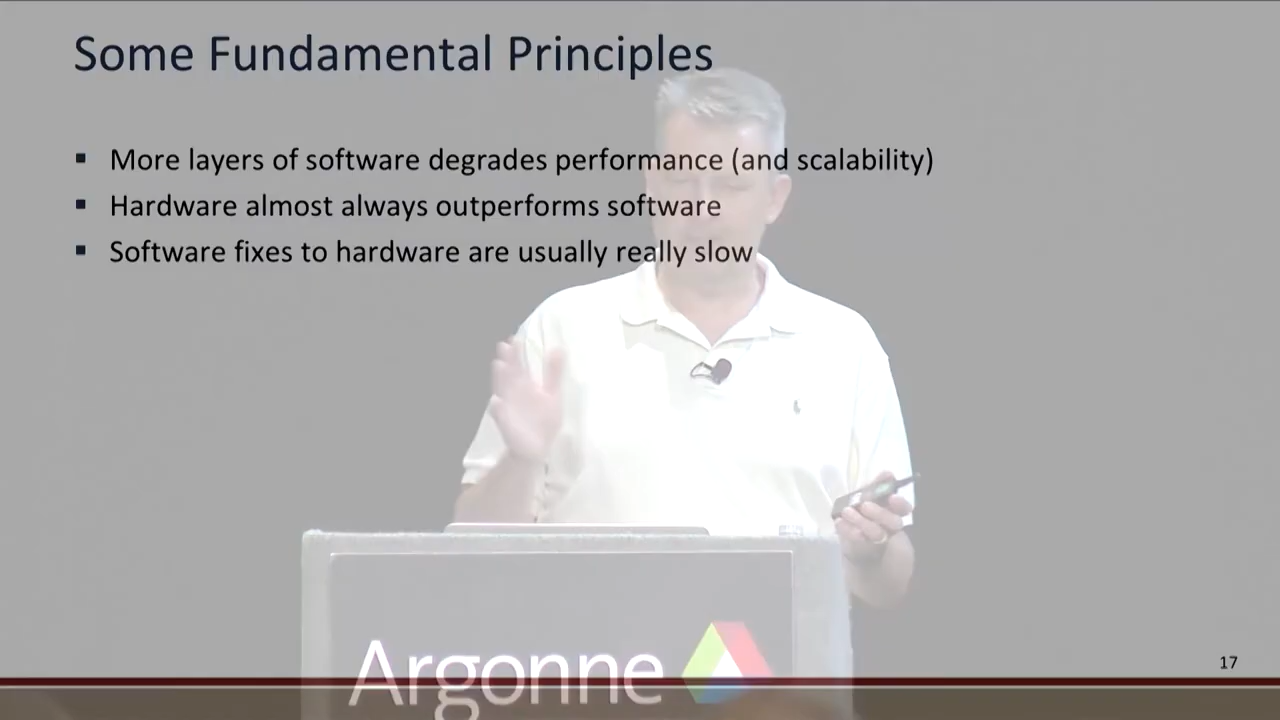 Some Fundamental Principles
▪ More layers of software degrades performance (and scalability)
▪ Hardware almost always outperforms software
▪ Software fixes to hardware are usually really slow
Argonne
17